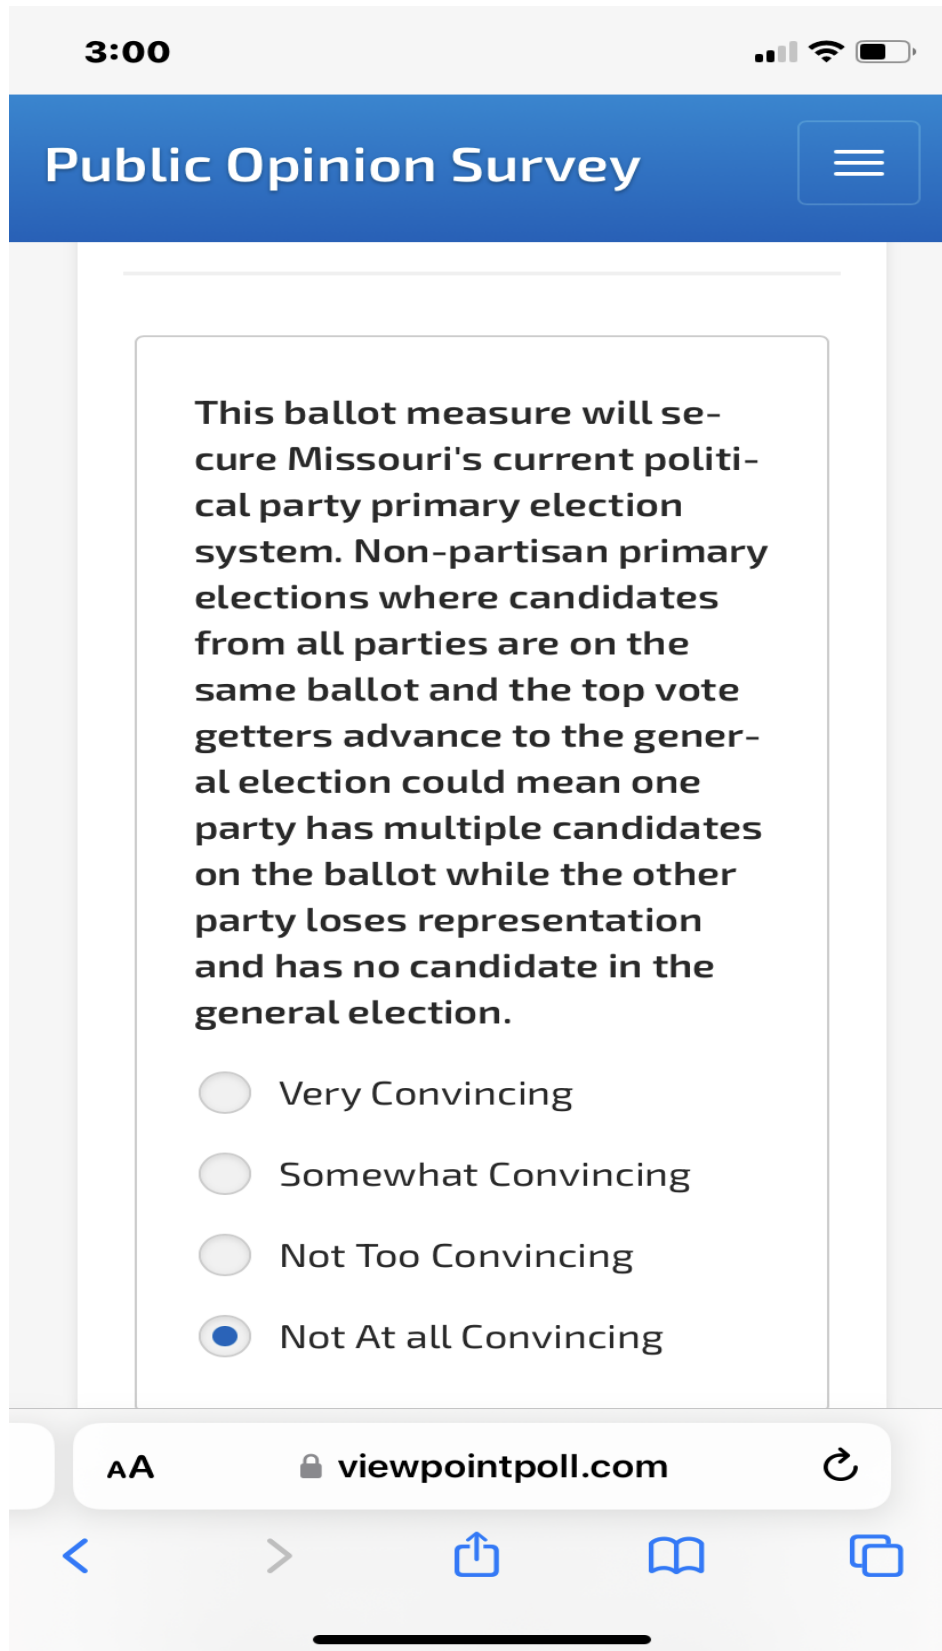 3:00
Public Opinion Survey
This ballot measure will se-
cure Missouri's current politi-
cal party primary election
system. Non-partisan primary
elections where candidates
from all parties are on the
same ballot and the top vote
getters advance to the gener-
al election could mean one
party has multiple candidates
on the ballot while the other
party loses representation
and has no candidate in the
general election.
Very Convincing
Somewhat Convincing
Not Too Convincing
Not At all Convincing
AA viewpointpoll.com